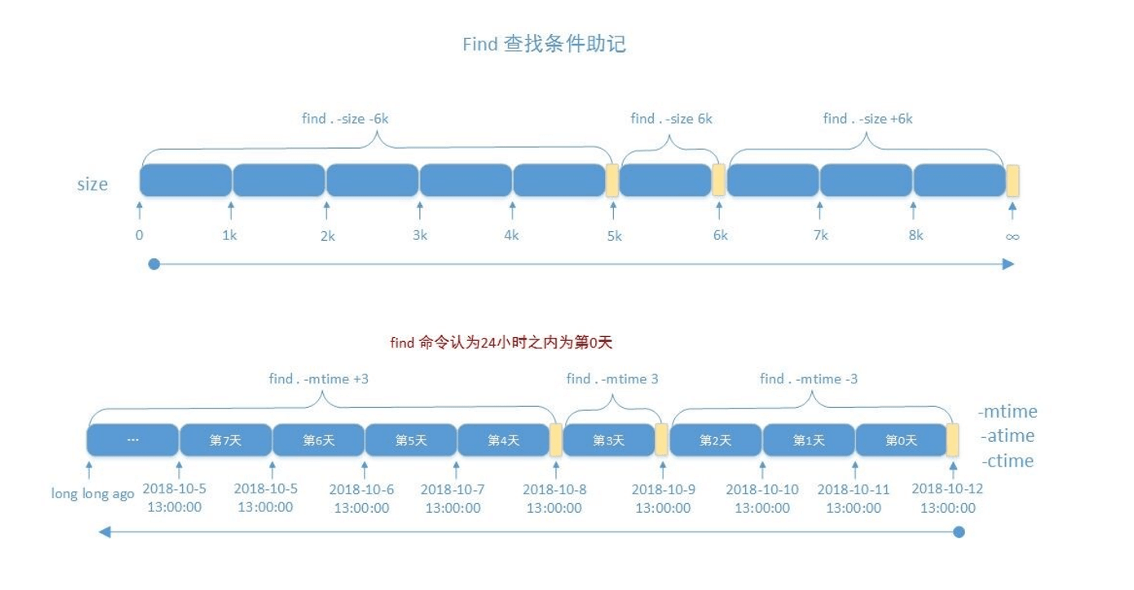 Find 查找条件助记
find . -size -6k
find . -size 6k
find . -size +6k
size
0
1k
2k
3k
4k
5k
6k
7k
8k
∞
find 命令认为24小时之内为第0天
find . -mtime +3
find . -mtime 3
find . -mtime -3
-mtime
-atime
-ctime
...
第7天
第6天
第5天
第4天
第3天
第2天
第1天
第0天
long long ago
2018-10-5
13:00:00
2018-10-5
13:00:00
2018-10-6
13:00:00
2018-10-7
13:00:00
2018-10-8
13:00:00
2018-10-9
13:00:00
2018-10-10
13:00:00
2018-10-11
13:00:00
2018-10-12
13:00:00